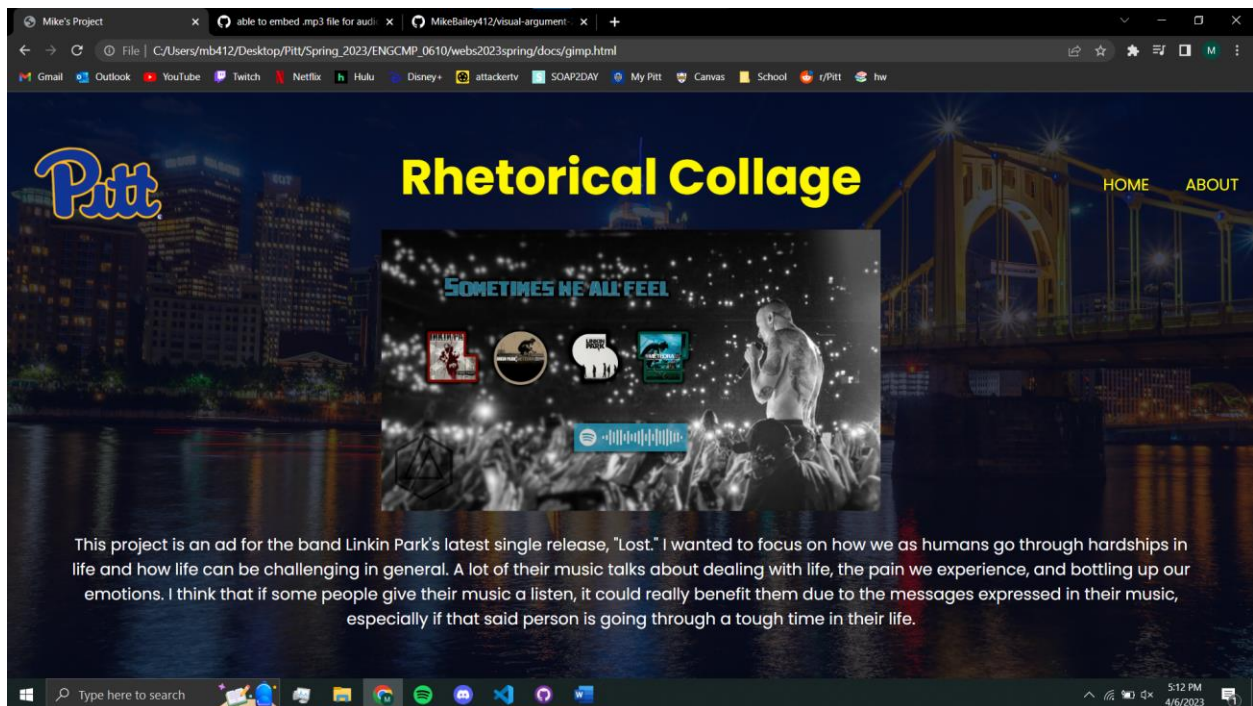 Mike's Project
able to embed .mp3 file for audi
MikeBailey412/visual-argument-
File
C:/Users/mb412/Desktop/Pitt/Spring_2023/ENGCMP_0610/webs2023spring/docs/gimp.html
M
Gmail Outlook YouTube Twitch Netflix Hulu Disney+ attackertv SOAP2DAY My Pitt Canvas School r/Pitt hw
Pitt
Rhetorical Collage
HOME ABOUT
SOMETIMES WE ALL FEEL
LINKIN PARK
METEORA
This project is an ad for the band Linkin Park's latest single release, "Lost." I wanted to focus on how we as humans go through hardships in
life and how life can be challenging in general. A lot of their music talks about dealing with life, the pain we experience, and bottling up our
emotions. I think that if some people give their music a listen, it could really benefit them due to the messages expressed in their music,
especially if that said person is going through a tough time in their life.
Type here to search
5:12 PM
4/6/2023